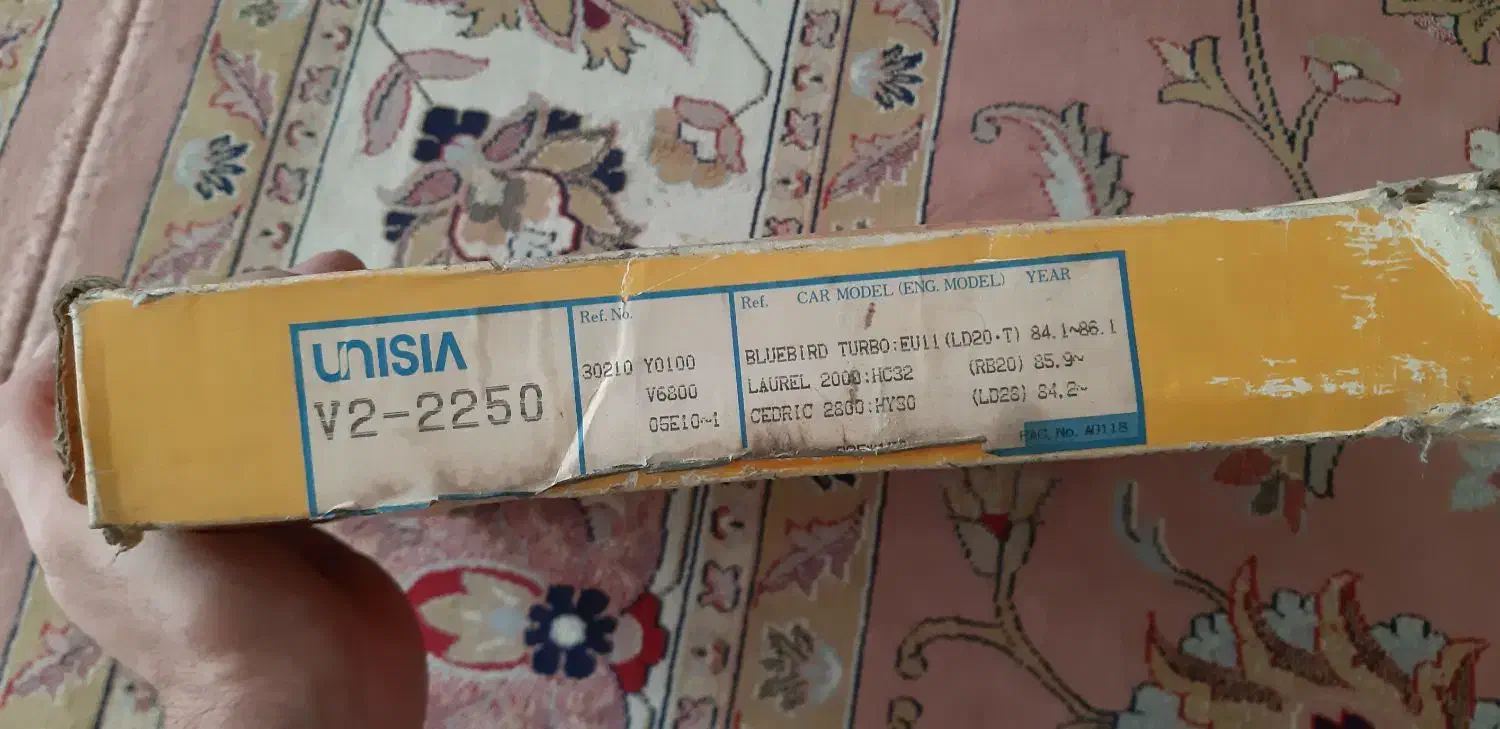 UNISIA
V2-2250
Ref. No.
30210 Y0100
V6800
05E10~1
Ref. CAR MODEL (ENG. MODEL) YEAR
BLUEBIRD TURBO:EU11(LD20·T) 84.1~86.1
LAUREL 2000:HC32 (RB20) 85.9~
CEDRIC 2800:HY30 (LD28) 84.2~
PAC. No. A0118